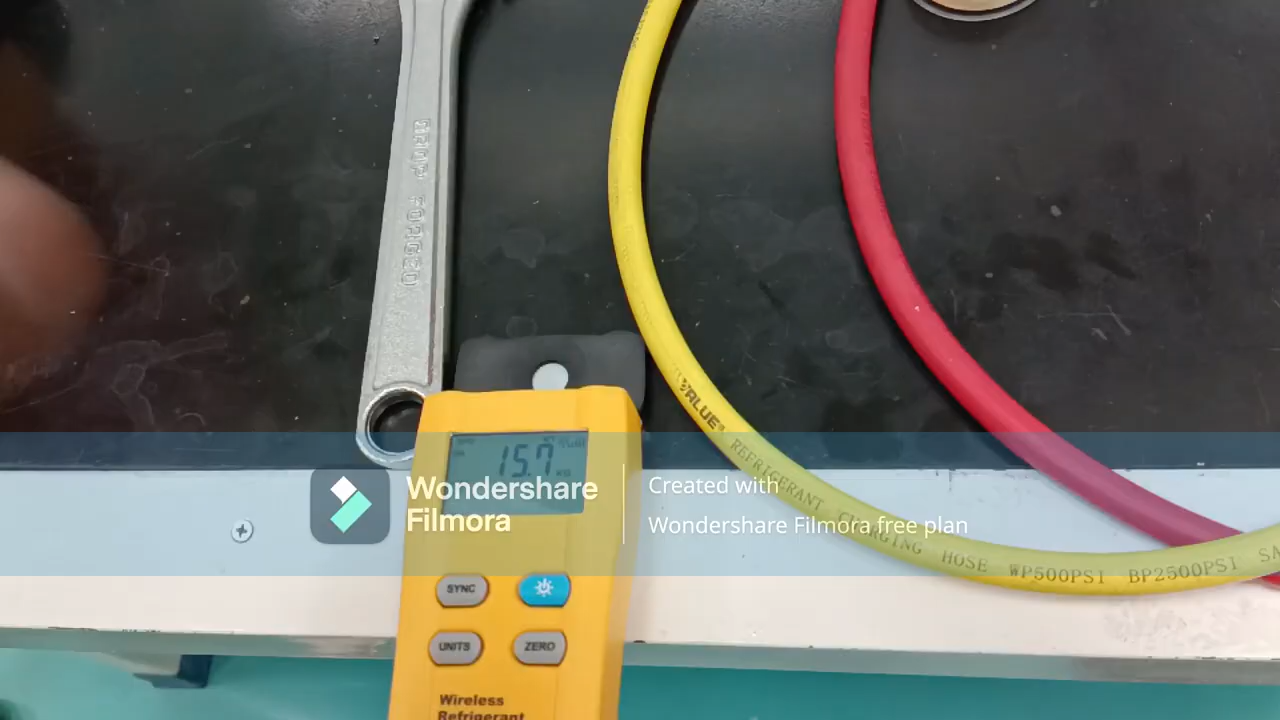 DROP FORGED
VALUE
REFRIGERANT CHARGING HOSE WP500PSI BP2500PSI SA
15.7
Wondershare
Filmora
Created with
Wondershare Filmora free plan
SYNC
UNITS
ZERO
Wireless
Refrigerant